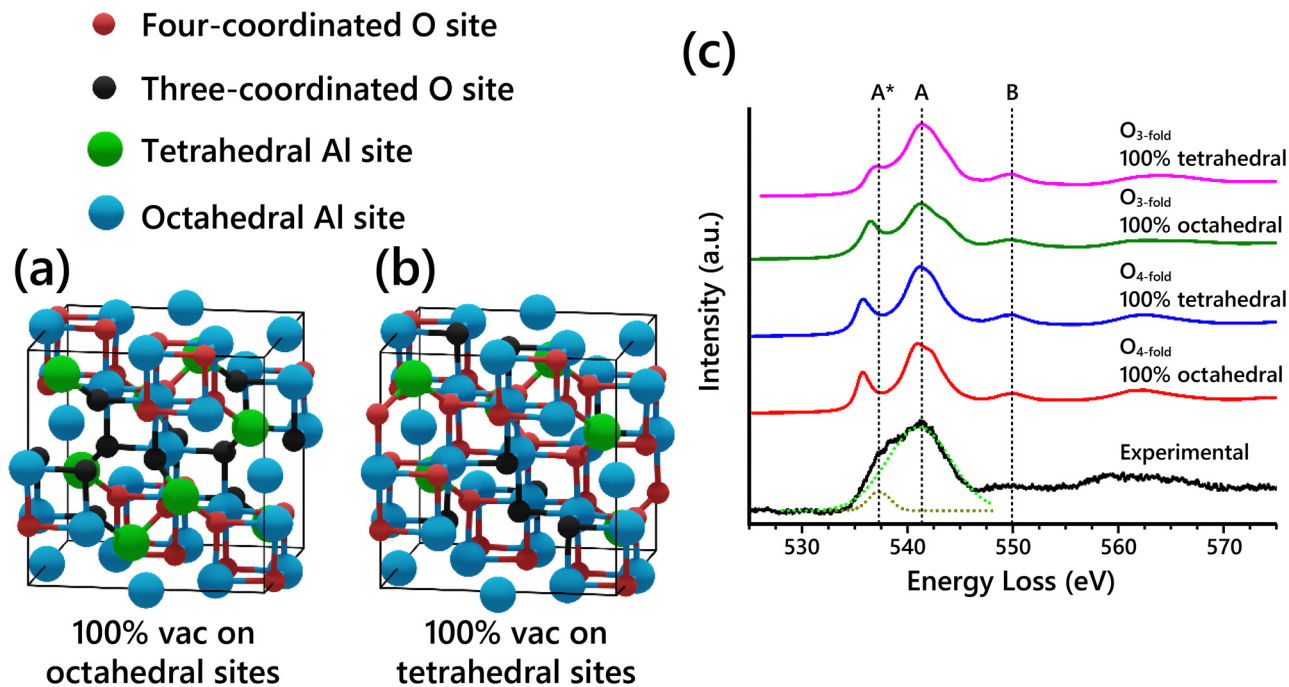 Four-coordinated O site
Three-coordinated O site
Tetrahedral Al site
Octahedral Al site
(a)
(b)
100% vac on
octahedral sites
100% vac on
tetrahedral sites
(c)
A* A B
O3-fold
100% tetrahedral
O3-fold
100% octahedral
O4-fold
100% tetrahedral
O4-fold
100% octahedral
Experimental
Intensity (a.u.)
530 540 550 560 570
Energy Loss (eV)